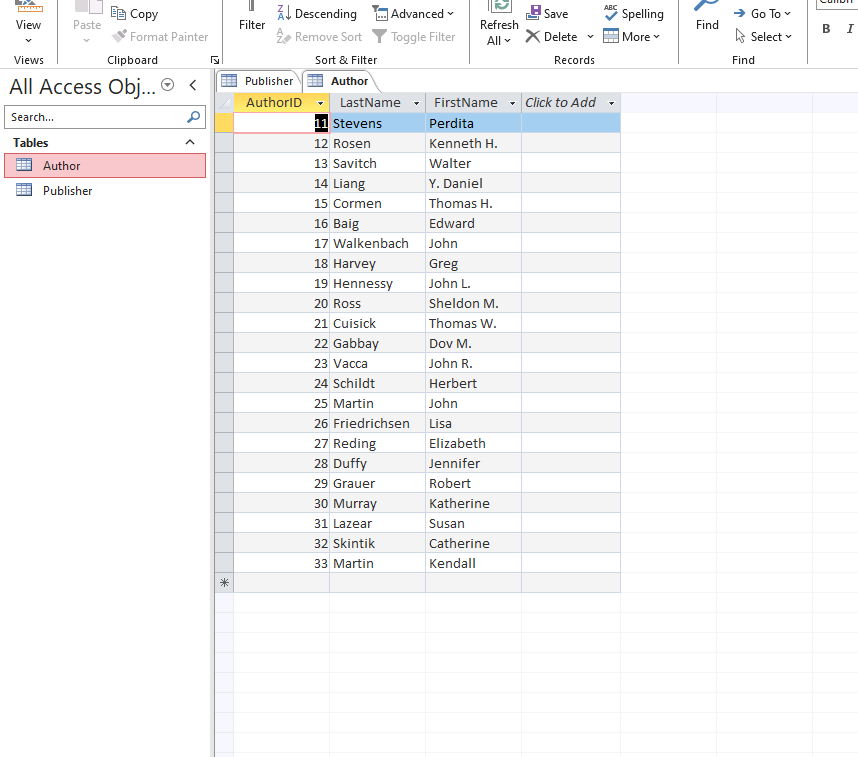 View
Views
Paste
Copy
Format Painter
Clipboard
Filter
Descending
Remove Sort
Advanced
Toggle Filter
Sort & Filter
Refresh
All
Save
Delete
Spelling
More
Records
Find
Go To
Select
Find
B I
All Access Obj...
Search...
Tables
Author
Publisher
Publisher Author
AuthorID LastName FirstName Click to Add
11 Stevens Perdita
12 Rosen Kenneth H.
13 Savitch Walter
14 Liang Y. Daniel
15 Cormen Thomas H.
16 Baig Edward
17 Walkenbach John
18 Harvey Greg
19 Hennessy John L.
20 Ross Sheldon M.
21 Cuisick Thomas W.
22 Gabbay Dov M.
23 Vacca John R.
24 Schildt Herbert
25 Martin John
26 Friedrichsen Lisa
27 Reding Elizabeth
28 Duffy Jennifer
29 Grauer Robert
30 Murray Katherine
31 Lazear Susan
32 Skintik Catherine
33 Martin Kendall